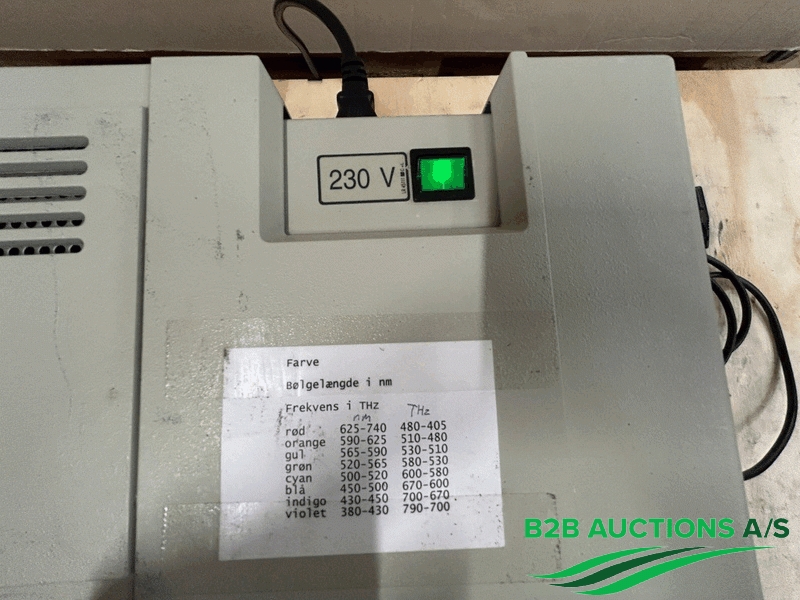 230 V
Farve
Bølgelængde i nm
Frekvens i THz
nm THz
rød 625-740 480-405
orange 590-625 510-480
gul 565-590 530-510
grøn 520-565 580-530
cyan 500-520 600-580
blå 450-500 670-600
indigo 430-450 700-670
violet 380-430 790-700
B2B AUCTIONS A/S